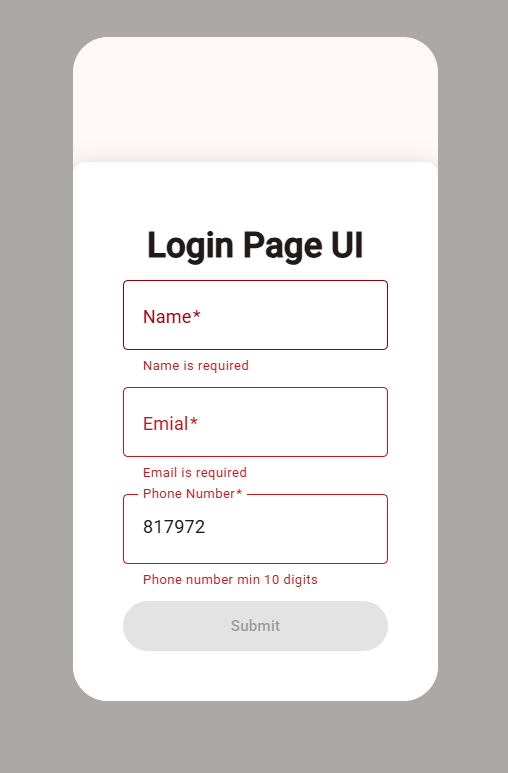 Login Page UI
Name*
Name is required
Emial*
Email is required
Phone Number*
817972
Phone number min 10 digits
Submit